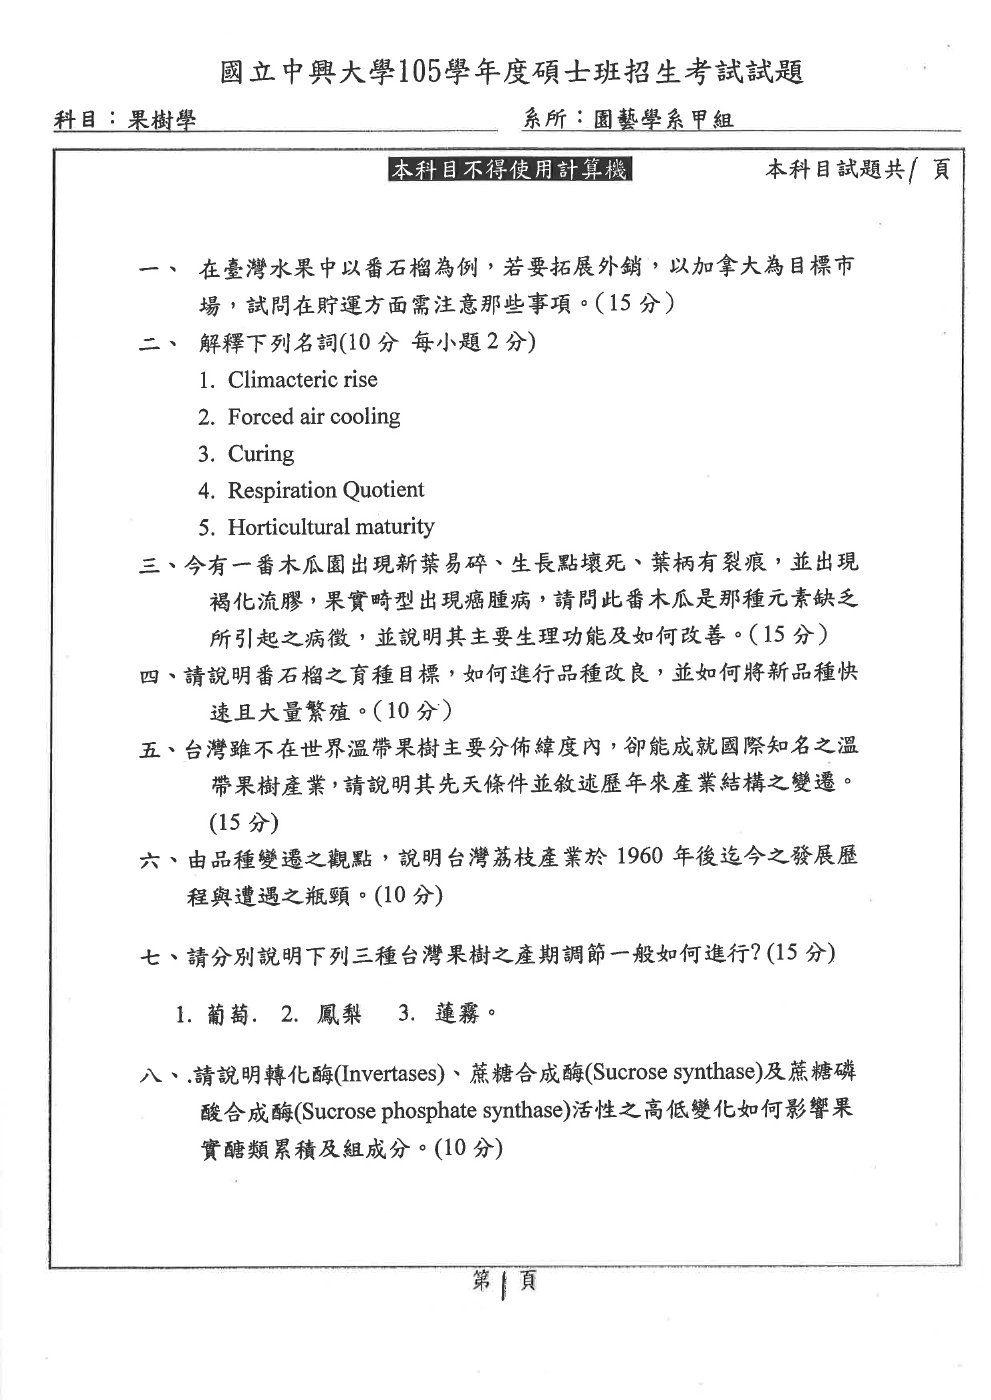 國立中興大學105學年度碩士班招生考試試題
科目：果樹學 系所：園藝學系甲組
本科目不得使用計算機 本科目試題共1頁
一、 在臺灣水果中以番石榴為例，若要拓展外銷，以加拿大為目標市
場，試問在貯運方面需注意那些事項。(15 分)
二、 解釋下列名詞(10 分 每小題 2 分)
1. Climacteric rise
2. Forced air cooling
3. Curing
4. Respiration Quotient
5. Horticultural maturity
三、今有一番木瓜園出現新葉易碎、生長點壞死、葉柄有裂痕，並出現
褐化流膠，果實畸型出現癌腫病，請問此番木瓜是那種元素缺乏
所引起之病徵，並說明其主要生理功能及如何改善。(15 分)
四、請說明番石榴之育種目標，如何進行品種改良，並如何將新品種快
速且大量繁殖。(10 分)
五、台灣雖不在世界溫帶果樹主要分佈緯度內，卻能成就國際知名之溫
帶果樹產業，請說明其先天條件並敘述歷年來產業結構之變遷。
(15 分)
六、由品種變遷之觀點，說明台灣荔枝產業於 1960 年後迄今之發展歷
程與遭遇之瓶頸。(10 分)
七、請分別說明下列三種台灣果樹之產期調節一般如何進行? (15 分)
1. 葡萄. 2. 鳳梨 3. 蓮霧。
八、.請說明轉化酶(Invertases)、蔗糖合成酶(Sucrose synthase)及蔗糖磷
酸合成酶(Sucrose phosphate synthase)活性之高低變化如何影響果
實醣類累積及組成分。(10 分)
第1頁